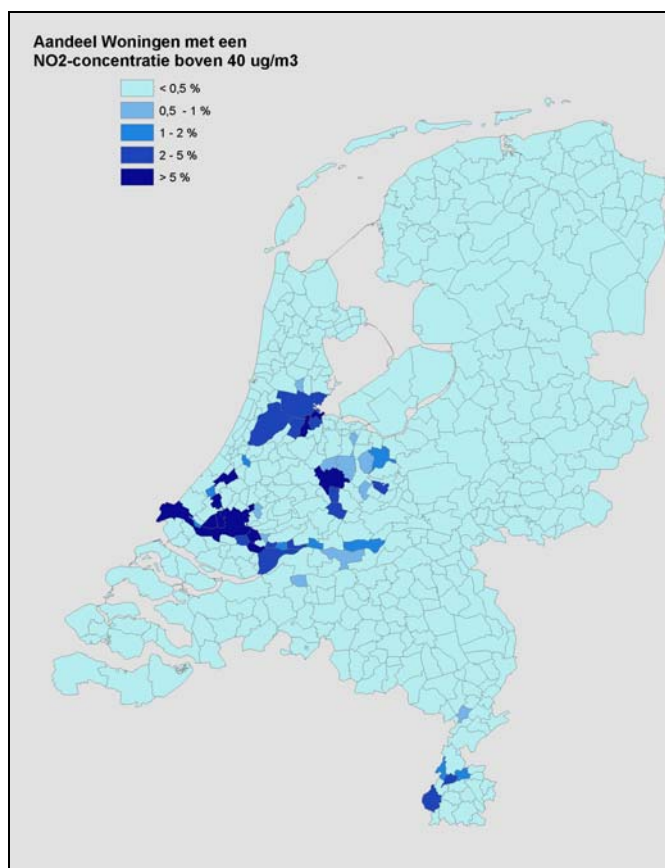 Aandeel Woningen met een
NO2-concentratie boven 40 ug/m3
< 0,5 %
0,5 - 1 %
1 - 2 %
2 - 5 %
> 5 %